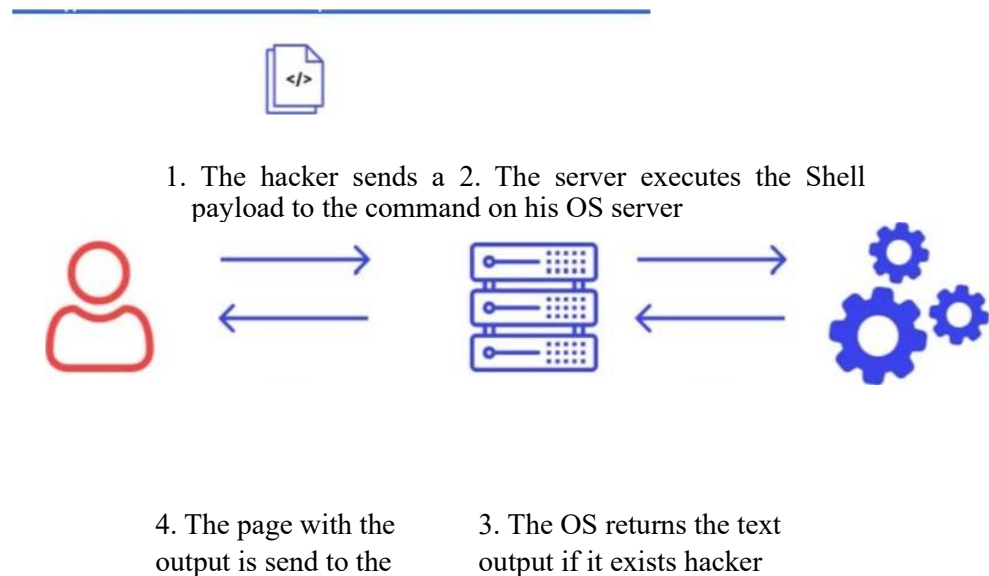 </>
1. The hacker sends a 2. The server executes the Shell
payload to the command on his OS server
4. The page with the
output is send to the
3. The OS returns the text
output if it exists hacker